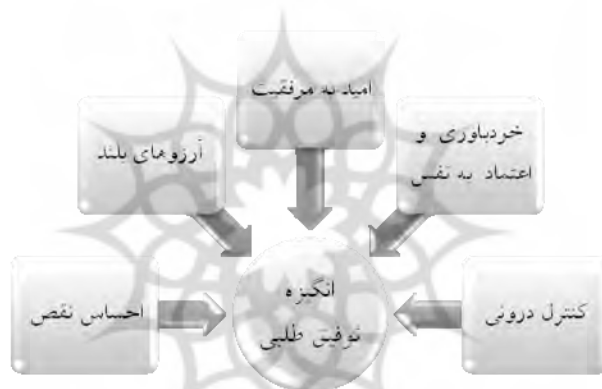 امید به موفقیت
خودباوری و
اعتماد به نفس
آرزوهای بلند
کنترل درونی
احساس نقص
انگیزه
توفیق طلبی